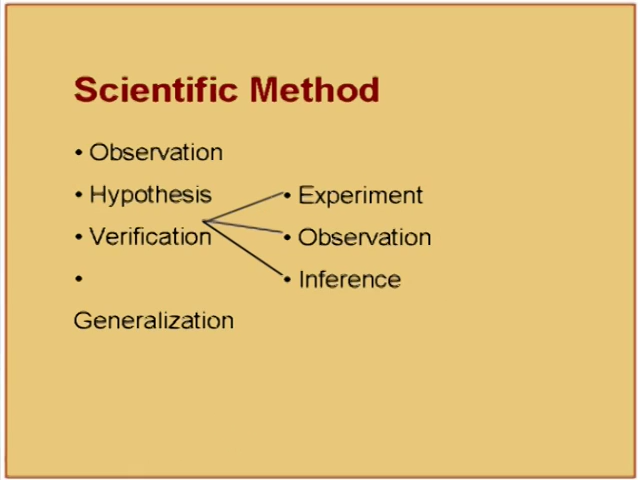 Scientific Method
• Observation
• Hypothesis
• Verification
•
Generalization
• Experiment
• Observation
• Inference